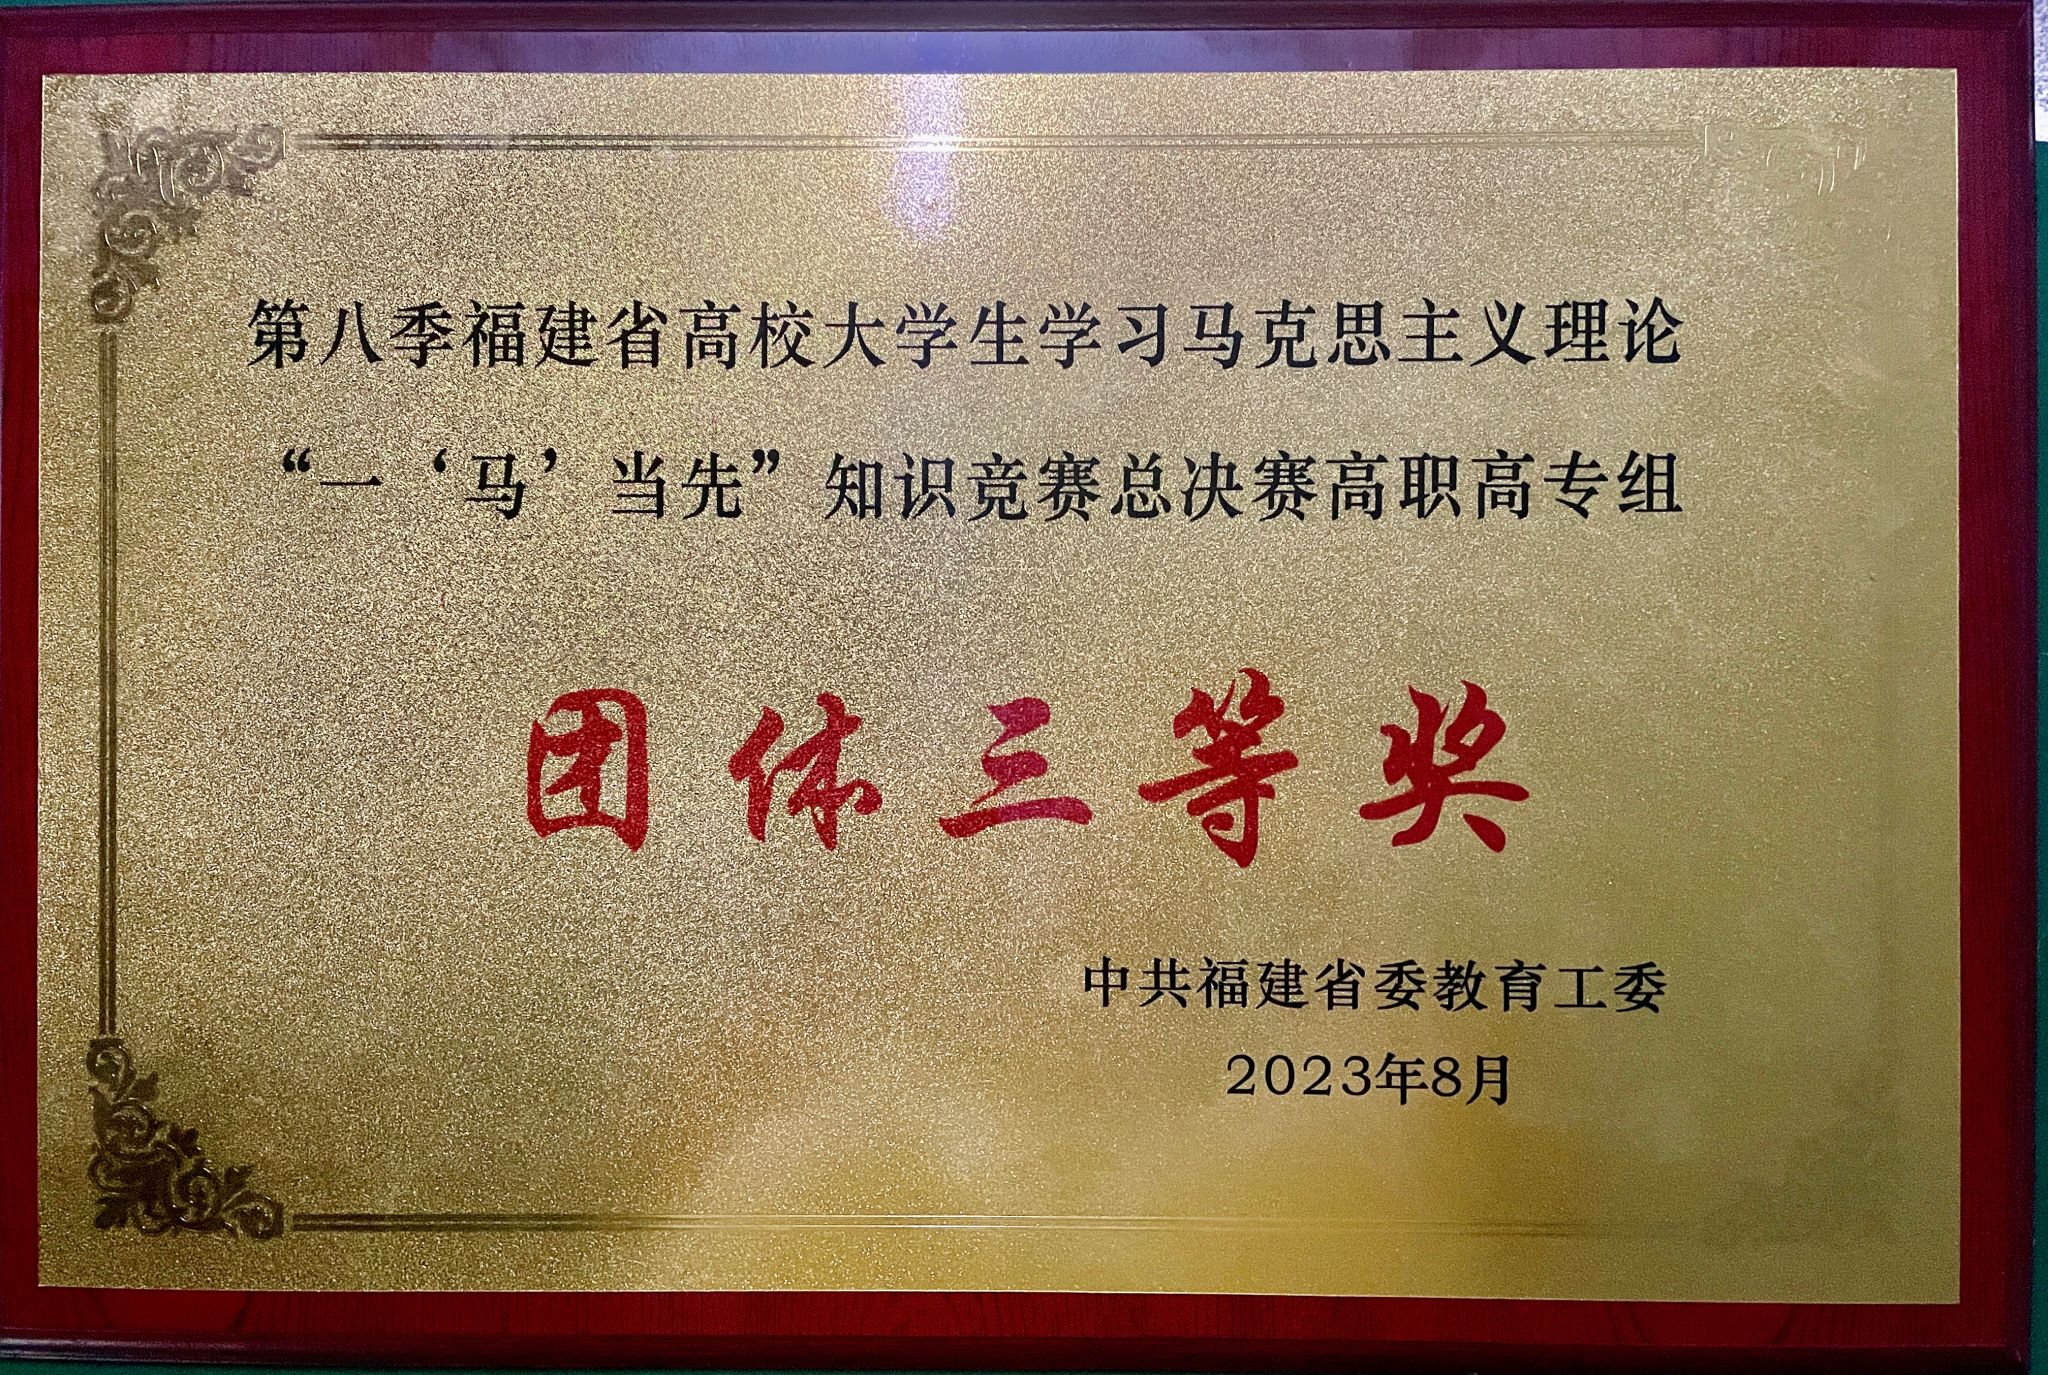 第八季福建省高校大学生学习马克思主义理论
“一‘马’当先”知识竞赛总决赛高职高专组
团体三等奖
中共福建省委教育工委
2023年8月